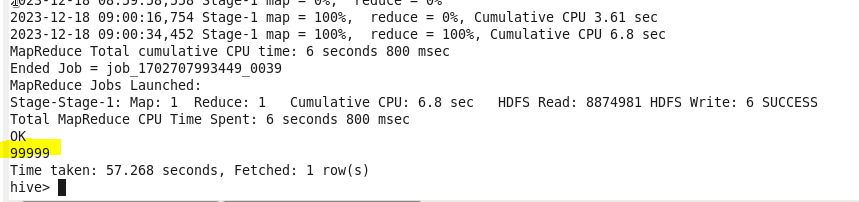 2023-12-18 08:59:58,558 Stage-1 map = 0%,  reduce = 0%
2023-12-18 09:00:16,754 Stage-1 map = 100%,  reduce = 0%, Cumulative CPU 3.61 sec
2023-12-18 09:00:34,452 Stage-1 map = 100%,  reduce = 100%, Cumulative CPU 6.8 sec
MapReduce Total cumulative CPU time: 6 seconds 800 msec
Ended Job = job_1702707993449_0039
MapReduce Jobs Launched:
Stage-Stage-1: Map: 1  Reduce: 1   Cumulative CPU: 6.8 sec   HDFS Read: 8874981 HDFS Write: 6 SUCCESS
Total MapReduce CPU Time Spent: 6 seconds 800 msec
OK
99999
Time taken: 57.268 seconds, Fetched: 1 row(s)
hive>